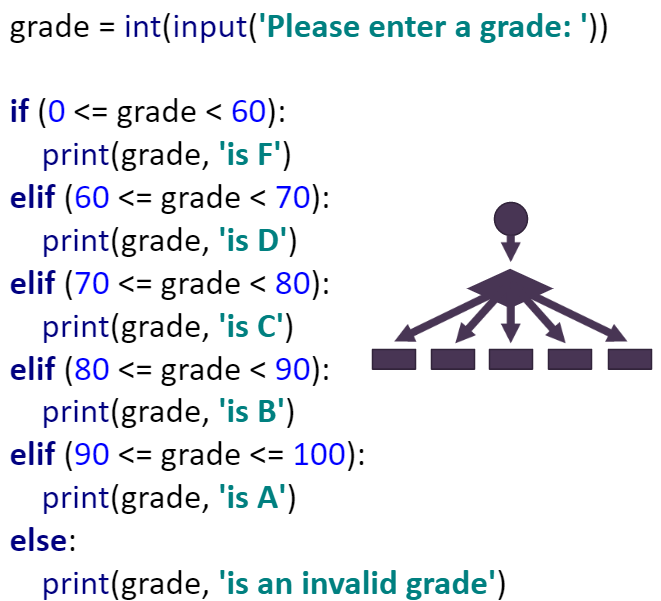 grade = int(input('Please enter a grade: '))
if (0 <= grade < 60):
    print(grade, 'is F')
elif (60 <= grade < 70):
    print(grade, 'is D')
elif (70 <= grade < 80):
    print(grade, 'is C')
elif (80 <= grade < 90):
    print(grade, 'is B')
elif (90 <= grade <= 100):
    print(grade, 'is A')
else:
    print(grade, 'is an invalid grade')